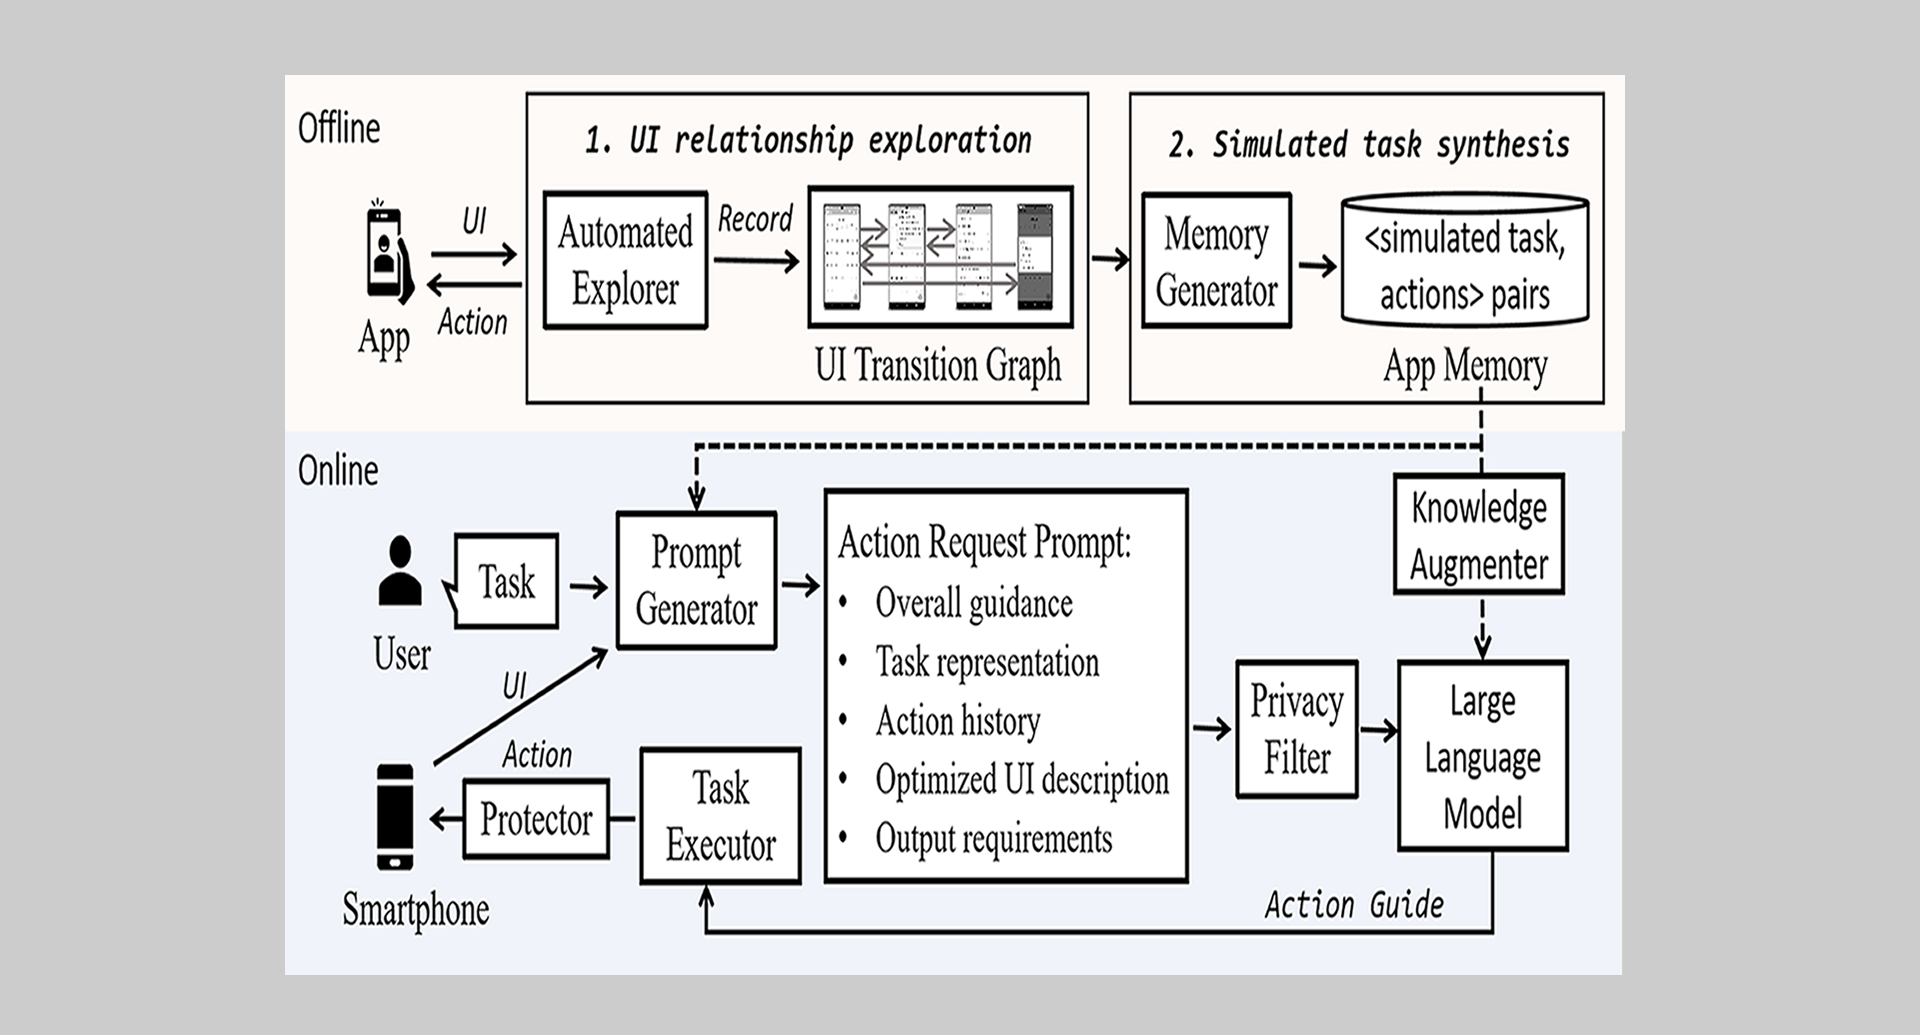 Offline
1. UI relationship exploration
2. Simulated task synthesis
UI
Action
App
Automated
Explorer
Record
UI Transition Graph
Memory
Generator
<simulated task,
actions> pairs
App Memory
Online
User
Task
Prompt
Generator
Action Request Prompt:
• Overall guidance
• Task representation
• Action history
• Optimized UI description
• Output requirements
Knowledge
Augmenter
Privacy
Filter
Large
Language
Model
UI
Action
Protector
Task
Executor
Smartphone
Action Guide